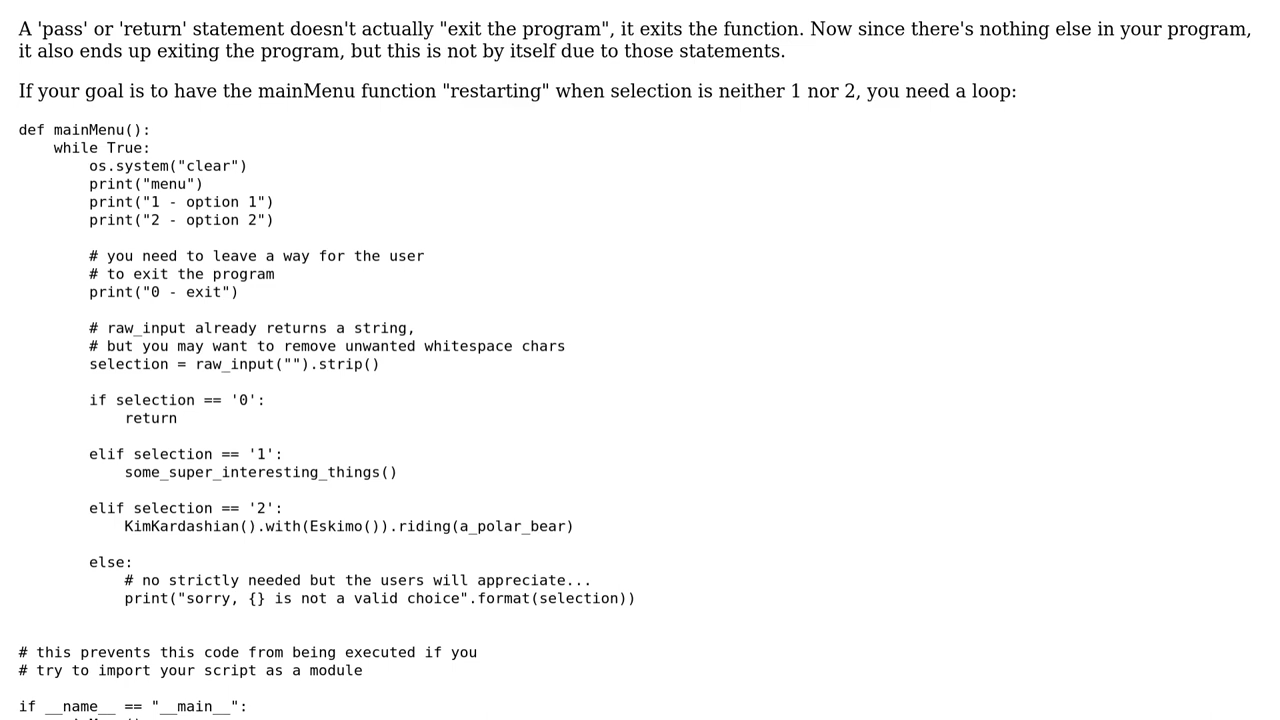 A 'pass' or 'return' statement doesn't actually "exit the program", it exits the function. Now since there's nothing else in your program,
it also ends up exiting the program, but this is not by itself due to those statements.
If your goal is to have the mainMenu function "restarting" when selection is neither 1 nor 2, you need a loop:
def mainMenu():
    while True:
        os.system("clear")
        print("menu")
        print("1 - option 1")
        print("2 - option 2")

        # you need to leave a way for the user
        # to exit the program
        print("0 - exit")

        # raw_input already returns a string,
        # but you may want to remove unwanted whitespace chars
        selection = raw_input("").strip()

        if selection == '0':
            return

        elif selection == '1':
            some_super_interesting_things()

        elif selection == '2':
            KimKardashian().with(Eskimo()).riding(a_polar_bear)

        else:
            # no strictly needed but the users will appreciate...
            print("sorry, {} is not a valid choice".format(selection))


# this prevents this code from being executed if you
# try to import your script as a module

if __name__ == "__main__":